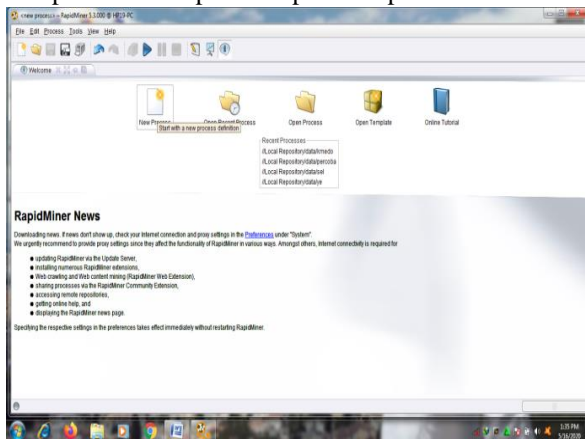 <new process> – RapidMiner 5.3.000 @ HP19-PC
File Edit Process Tools View Help
Welcome
New Process
Open Recent Process
Open Process
Open Template
Online Tutorial
Start with a new process definition
Recent Processes
//Local Repository/data/kmedo
//Local Repository/data/percoba
//Local Repository/data/sel
//Local Repository/data/ye
RapidMiner News
Downloading news. If news don't show up, check your Internet connection and proxy settings in the Preferences under "System".
We urgently recommend to provide proxy settings since they affect the functionality of RapidMiner in various ways. Amongst others, Internet connectivity is required for
● updating RapidMiner via the Update Server,
● installing numerous RapidMiner extensions,
● Web crawling and Web content mining (RapidMiner Web Extension),
● sharing processes via the RapidMiner Community Extension,
● accessing remote repositories,
● getting online help, and
● displaying the RapidMiner news page.
Specifying the respective settings in the preferences takes effect immediately without restarting RapidMiner.
1:35 PM
5/16/2020